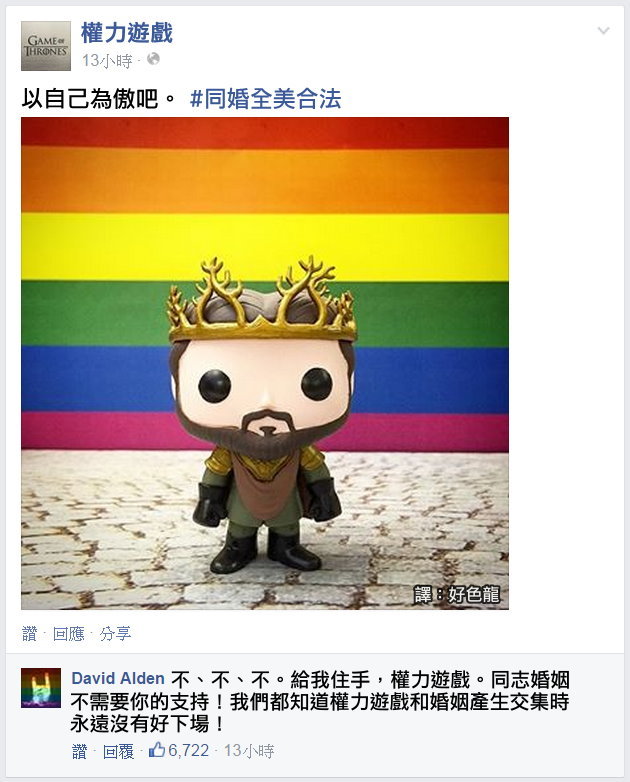 GAME OF
THRONES
權力遊戲
13小時 ·
以自己為傲吧。 #同婚全美合法
譯：好色龍
讚 · 回應 · 分享
David Alden 不、不、不。給我住手，權力遊戲。同志婚姻
不需要你的支持！我們都知道權力遊戲和婚姻產生交集時
永遠沒有好下場！
讚 · 回覆 · 6,722 · 13小時